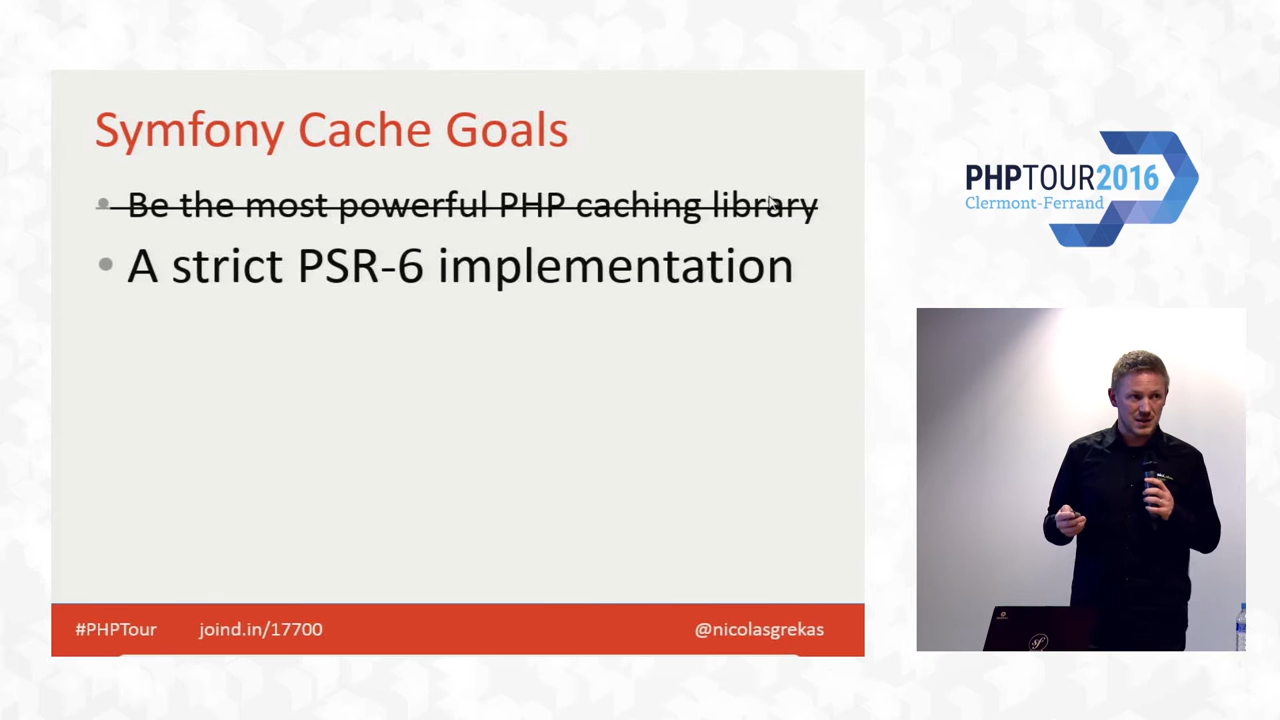 Symfony Cache Goals
Be the most powerful PHP caching library
A strict PSR-6 implementation
#PHPTour joind.in/17700 @nicolasgrekas
PHPTOUR2016
Clermont-Ferrand
sf